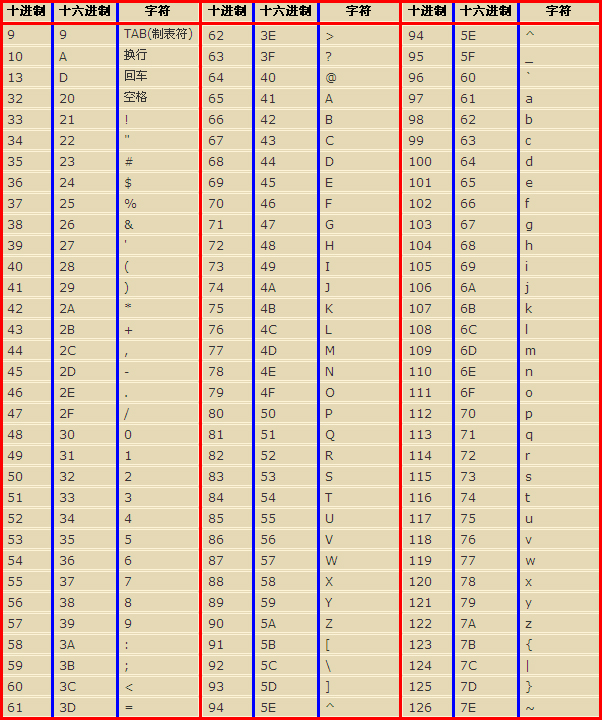 十进制 十六进制 字符 十进制 十六进制 字符 十进制 十六进制 字符
9 9 TAB(制表符) 62 3E > 94 5E ^
10 A 换行 63 3F ? 95 5F _
13 D 回车 64 40 @ 96 60 `
32 20 空格 65 41 A 97 61 a
33 21 ! 66 42 B 98 62 b
34 22 " 67 43 C 99 63 c
35 23 # 68 44 D 100 64 d
36 24 $ 69 45 E 101 65 e
37 25 % 70 46 F 102 66 f
38 26 & 71 47 G 103 67 g
39 27 ' 72 48 H 104 68 h
40 28 ( 73 49 I 105 69 i
41 29 ) 74 4A J 106 6A j
42 2A * 75 4B K 107 6B k
43 2B + 76 4C L 108 6C l
44 2C , 77 4D M 109 6D m
45 2D - 78 4E N 110 6E n
46 2E . 79 4F O 111 6F o
47 2F / 80 50 P 112 70 p
48 30 0 81 51 Q 113 71 q
49 31 1 82 52 R 114 72 r
50 32 2 83 53 S 115 73 s
51 33 3 84 54 T 116 74 t
52 34 4 85 55 U 117 75 u
53 35 5 86 56 V 118 76 v
54 36 6 87 57 W 119 77 w
55 37 7 88 58 X 120 78 x
56 38 8 89 59 Y 121 79 y
57 39 9 90 5A Z 122 7A z
58 3A : 91 5B [ 123 7B {
59 3B ; 92 5C \ 124 7C |
60 3C < 93 5D ] 125 7D }
61 3D = 94 5E ^ 126 7E ~